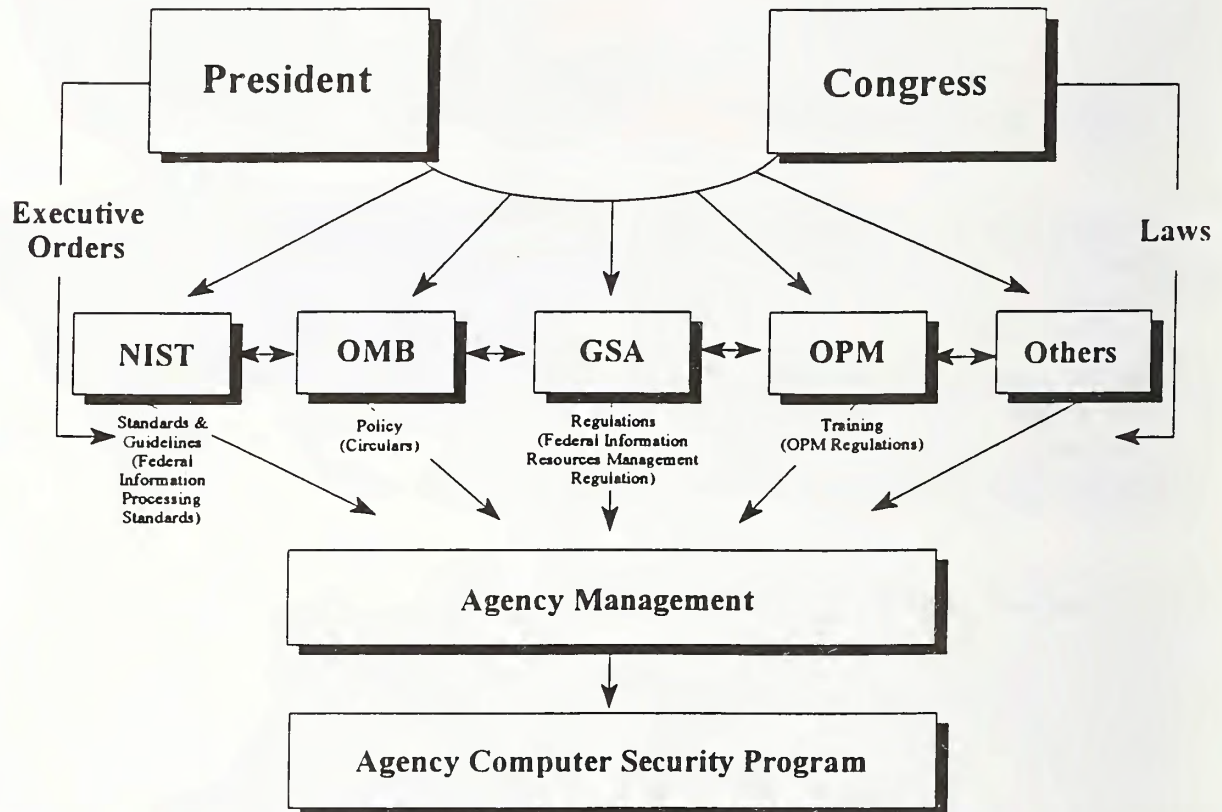 President
Congress
Executive
Orders
Laws
NIST
OMB
GSA
OPM
Others
Standards &
Guidelines
(Federal
Information
Processing
Standards)
Policy
(Circulars)
Regulations
(Federal Information
Resources Management
Regulation)
Training
(OPM Regulations)
Agency Management
Agency Computer Security Program